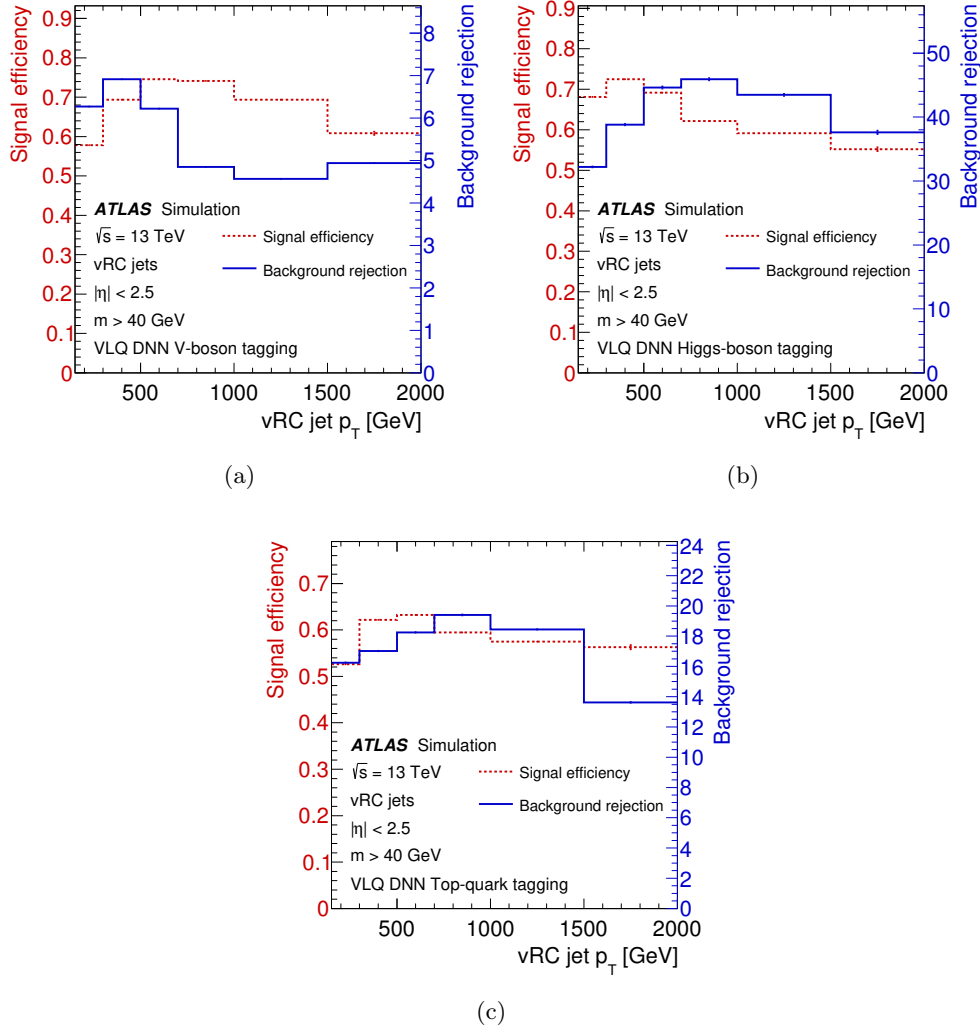 Signal efficiency
0.9
0.8
0.7
0.6
0.5
0.4
0.3
0.2
0.1
0
8
7
6
5
4
3
2
1
0
Background rejection
ATLAS Simulation
√s = 13 TeV
vRC jets
|η| < 2.5
m > 40 GeV
VLQ DNN V-boson tagging
Signal efficiency
Background rejection
500 1000 1500 2000
vRC jet p_T [GeV]
(a)
Signal efficiency
0.9
0.8
0.7
0.6
0.5
0.4
0.3
0.2
0.1
0
50
40
30
20
10
0
Background rejection
ATLAS Simulation
√s = 13 TeV
vRC jets
|η| < 2.5
m > 40 GeV
VLQ DNN Higgs-boson tagging
Signal efficiency
Background rejection
500 1000 1500 2000
vRC jet p_T [GeV]
(b)
Signal efficiency
0.7
0.6
0.5
0.4
0.3
0.2
0.1
0
24
22
20
18
16
14
12
10
8
6
4
2
0
Background rejection
ATLAS Simulation
√s = 13 TeV
vRC jets
|η| < 2.5
m > 40 GeV
VLQ DNN Top-quark tagging
Signal efficiency
Background rejection
500 1000 1500 2000
vRC jet p_T [GeV]
(c)